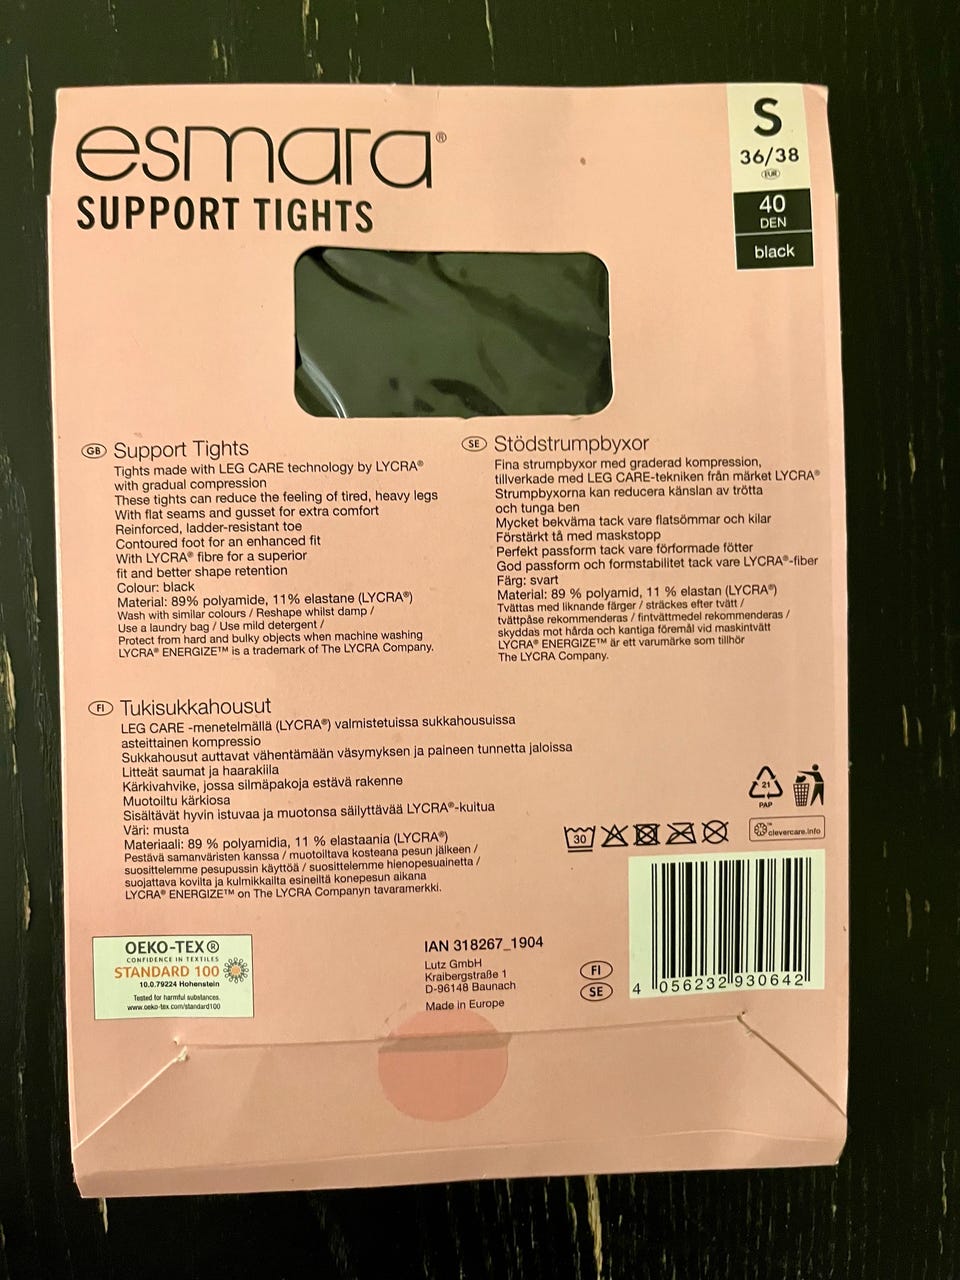 esmara®
SUPPORT TIGHTS
S
36/38
EUR
40
DEN
black
GB Support Tights
Tights made with LEG CARE technology by LYCRA®
with gradual compression
These tights can reduce the feeling of tired, heavy legs
With flat seams and gusset for extra comfort
Reinforced, ladder-resistant toe
Contoured foot for an enhanced fit
With LYCRA® fibre for a superior
fit and better shape retention
Colour: black
Material: 89% polyamide, 11% elastane (LYCRA®)
Wash with similar colours / Reshape whilst damp /
Use a laundry bag / Use mild detergent /
Protect from hard and bulky objects when machine washing
LYCRA® ENERGIZE™ is a trademark of The LYCRA Company.
SE Stödstrumpbyxor
Fina strumpbyxor med graderad kompression,
tillverkade med LEG CARE-tekniken från märket LYCRA®
Strumpbyxorna kan reducera känslan av trötta
och tunga ben
Mycket bekväma tack vare flatsömmar och kilar
Förstärkt tå med maskstopp
Perfekt passform tack vare förformade fötter
God passform och formstabilitet tack vare LYCRA®-fiber
Färg: svart
Material: 89 % polyamid, 11 % elastan (LYCRA®)
Tvättas med liknande färger / sträckes efter tvätt /
tvättpåse rekommenderas / fintvättmedel rekommenderas /
skyddas mot hårda och kantiga föremål vid maskintvätt
LYCRA® ENERGIZE™ är ett varumärke som tillhör
The LYCRA Company.
FI Tukisukkahousut
LEG CARE -menetelmällä (LYCRA®) valmistetuissa sukkahousuissa
asteittainen kompressio
Sukkahousut auttavat vähentämään väsymyksen ja paineen tunnetta jaloissa
Litteät saumat ja haarakiila
Kärkivahvike, jossa silmäpakoja estävä rakenne
Muotoiltu kärkiosa
Sisältävät hyvin istuvaa ja muotonsa säilyttävää LYCRA®-kuitua
Väri: musta
Materiaali: 89 % polyamidia, 11 % elastaania (LYCRA®)
Pestävä samanväristen kanssa / muotoiltava kosteana pesun jälkeen /
suosittelemme pesupussin käyttöä / suosittelemme hienopesuainetta /
suojattava kovilta ja kulmikkailta esineiltä konepesun aikana
LYCRA® ENERGIZE™ on The LYCRA Companyn tavaramerkki.
21
PAP
30
™
clevercare.info
OEKO-TEX®
CONFIDENCE IN TEXTILES
STANDARD 100
10.0.79224 Hohenstein
Tested for harmful substances.
www.oeko-tex.com/standard100
IAN 318267_1904
Lutz GmbH
Kraibergstraße 1
D-96148 Baunach
Made in Europe
FI
SE
4 056232 930642